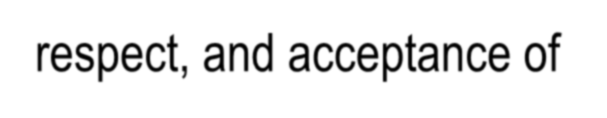 respect, and acceptance of